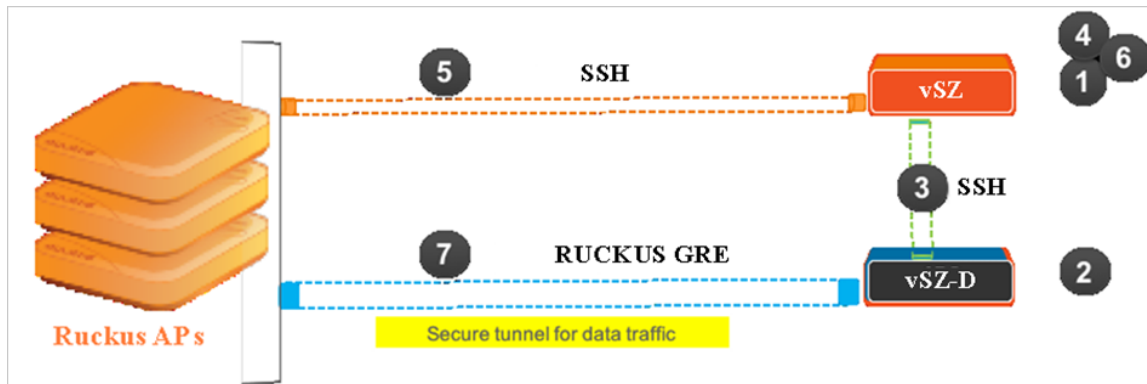 5
SSH
4
6
1
vSZ
3
SSH
7
RUCKUS GRE
vSZ-D
2
Ruckus APs
Secure tunnel for data traffic